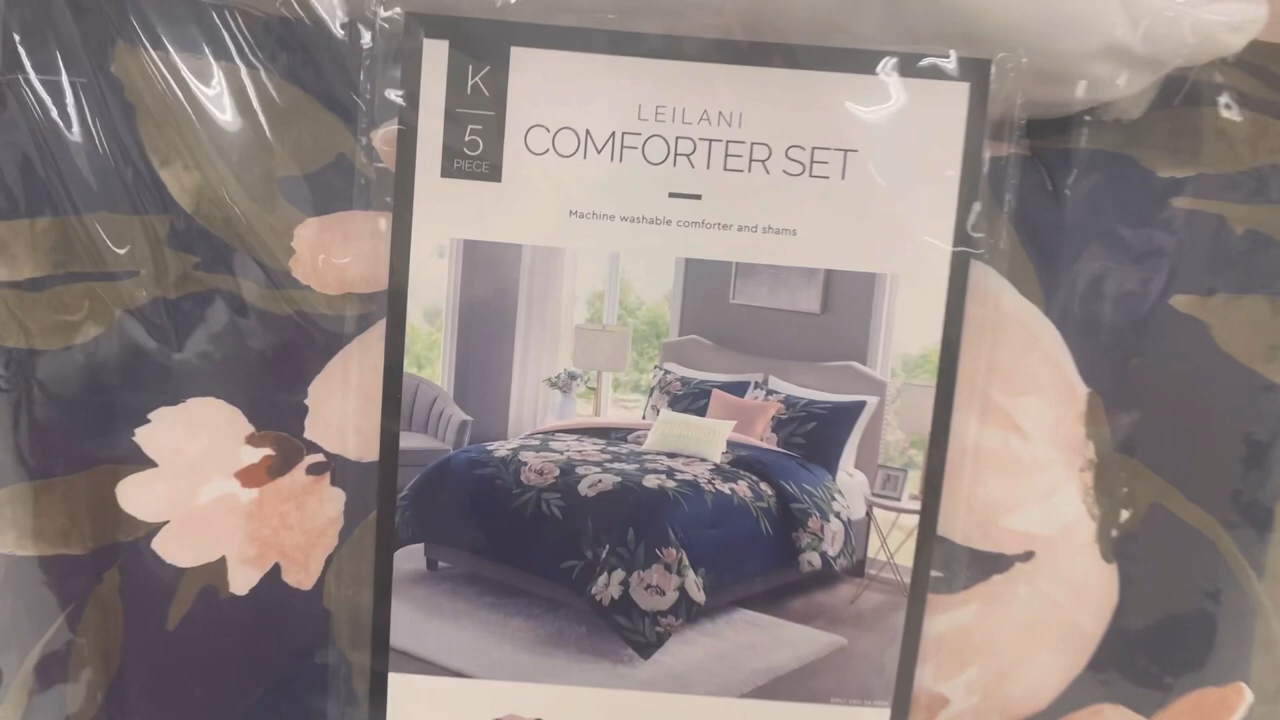 K
5
PIECE
LEILANI
COMFORTER SET
Machine washable comforter and shams